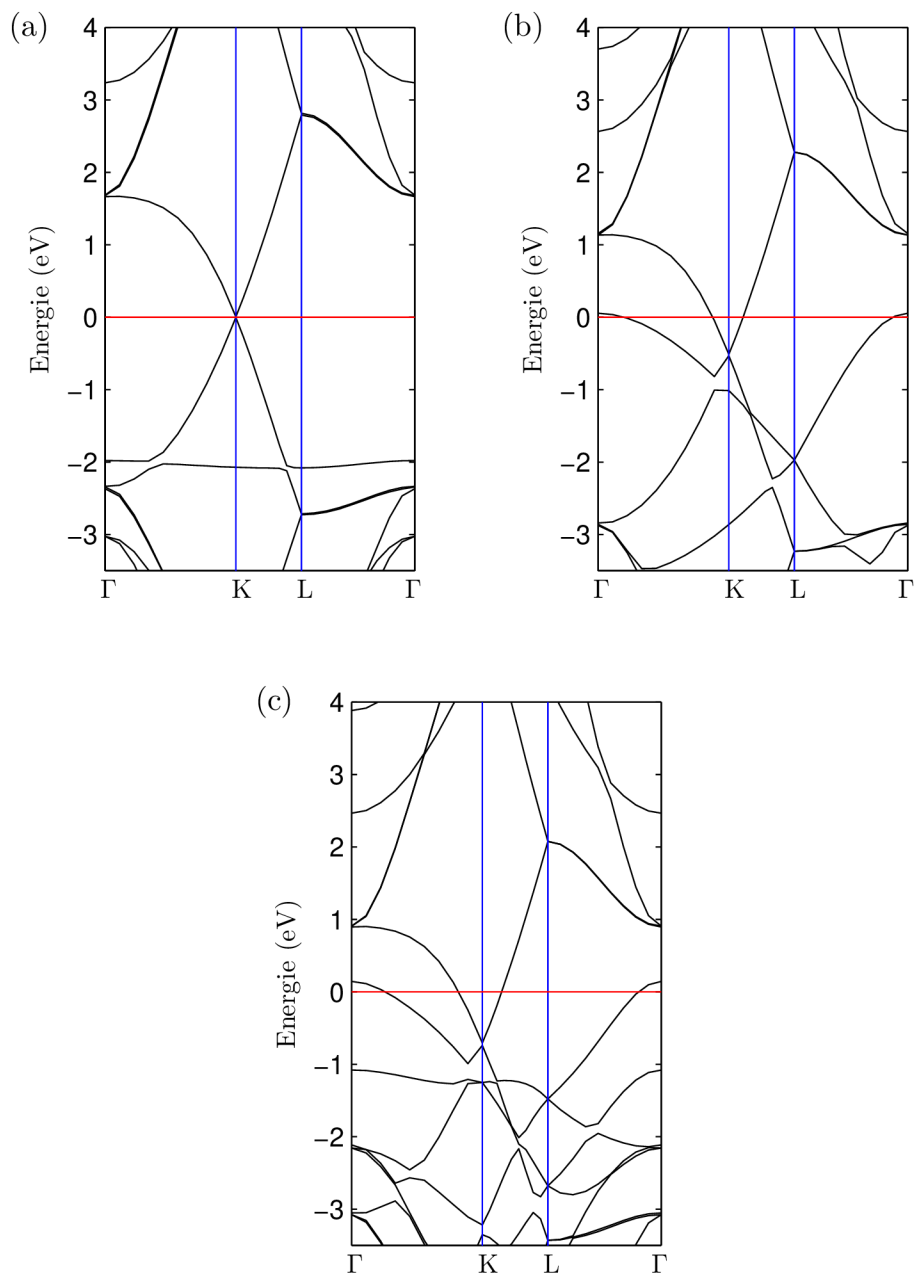 (a)
Energie (eV)
4
3
2
1
0
−1
−2
−3
Γ K L Γ
(b)
Energie (eV)
4
3
2
1
0
−1
−2
−3
Γ K L Γ
(c)
Energie (eV)
4
3
2
1
0
−1
−2
−3
Γ K L Γ